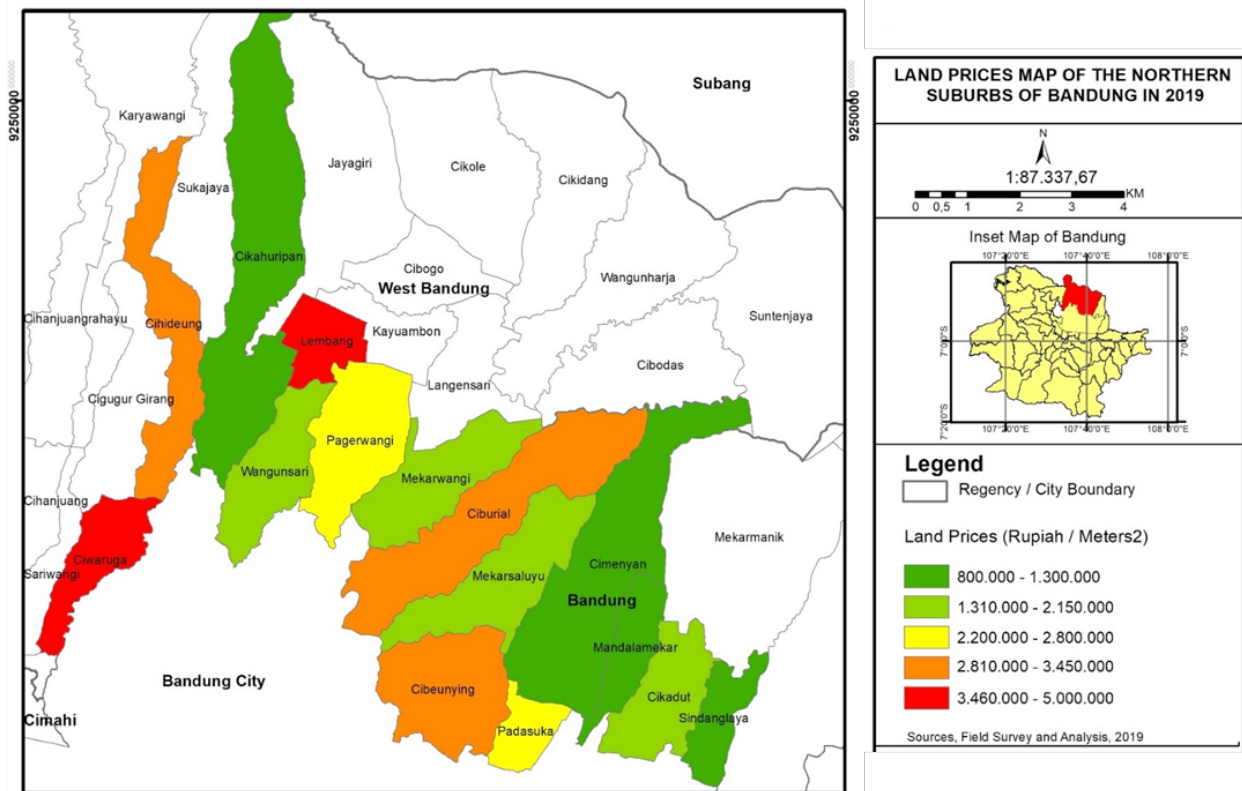 9250000
9250000
Subang
Karyawangi
Jayagiri
Cikole
Cikidang
Sukajaya
Cikahuripan
Cibogo
Wangunharja
West Bandung
Cihanjuangrahayu
Cihideung
Suntenjaya
Lembang
Kayuambon
Cibodas
Langensari
Cigugur Girang
Pagerwangi
Wangunsari
Mekarwangi
Cihanjuang
Ciburial
Mekarmanik
Ciwaruga
Cimenyan
Sariwangi
Mekarsaluyu
Bandung
Mandalamekar
Bandung City
Cibeunying
Cikadut
Cimahi
Sindanglaya
Padasuka
LAND PRICES MAP OF THE NORTHERN
SUBURBS OF BANDUNG IN 2019
N
1:87.337,67
KM
0 0,5 1 2 3 4
Inset Map of Bandung
107°20'0"E 107°40'0"E 108°0'0"E
7°0'0"S 7°0'0"S
7°20'0"S
107°20'0"E 107°40'0"E 108°0'0"E
Legend
Regency / City Boundary
Land Prices (Rupiah / Meters2)
800.000 - 1.300.000
1.310.000 - 2.150.000
2.200.000 - 2.800.000
2.810.000 - 3.450.000
3.460.000 - 5.000.000
Sources, Field Survey and Analysis, 2019